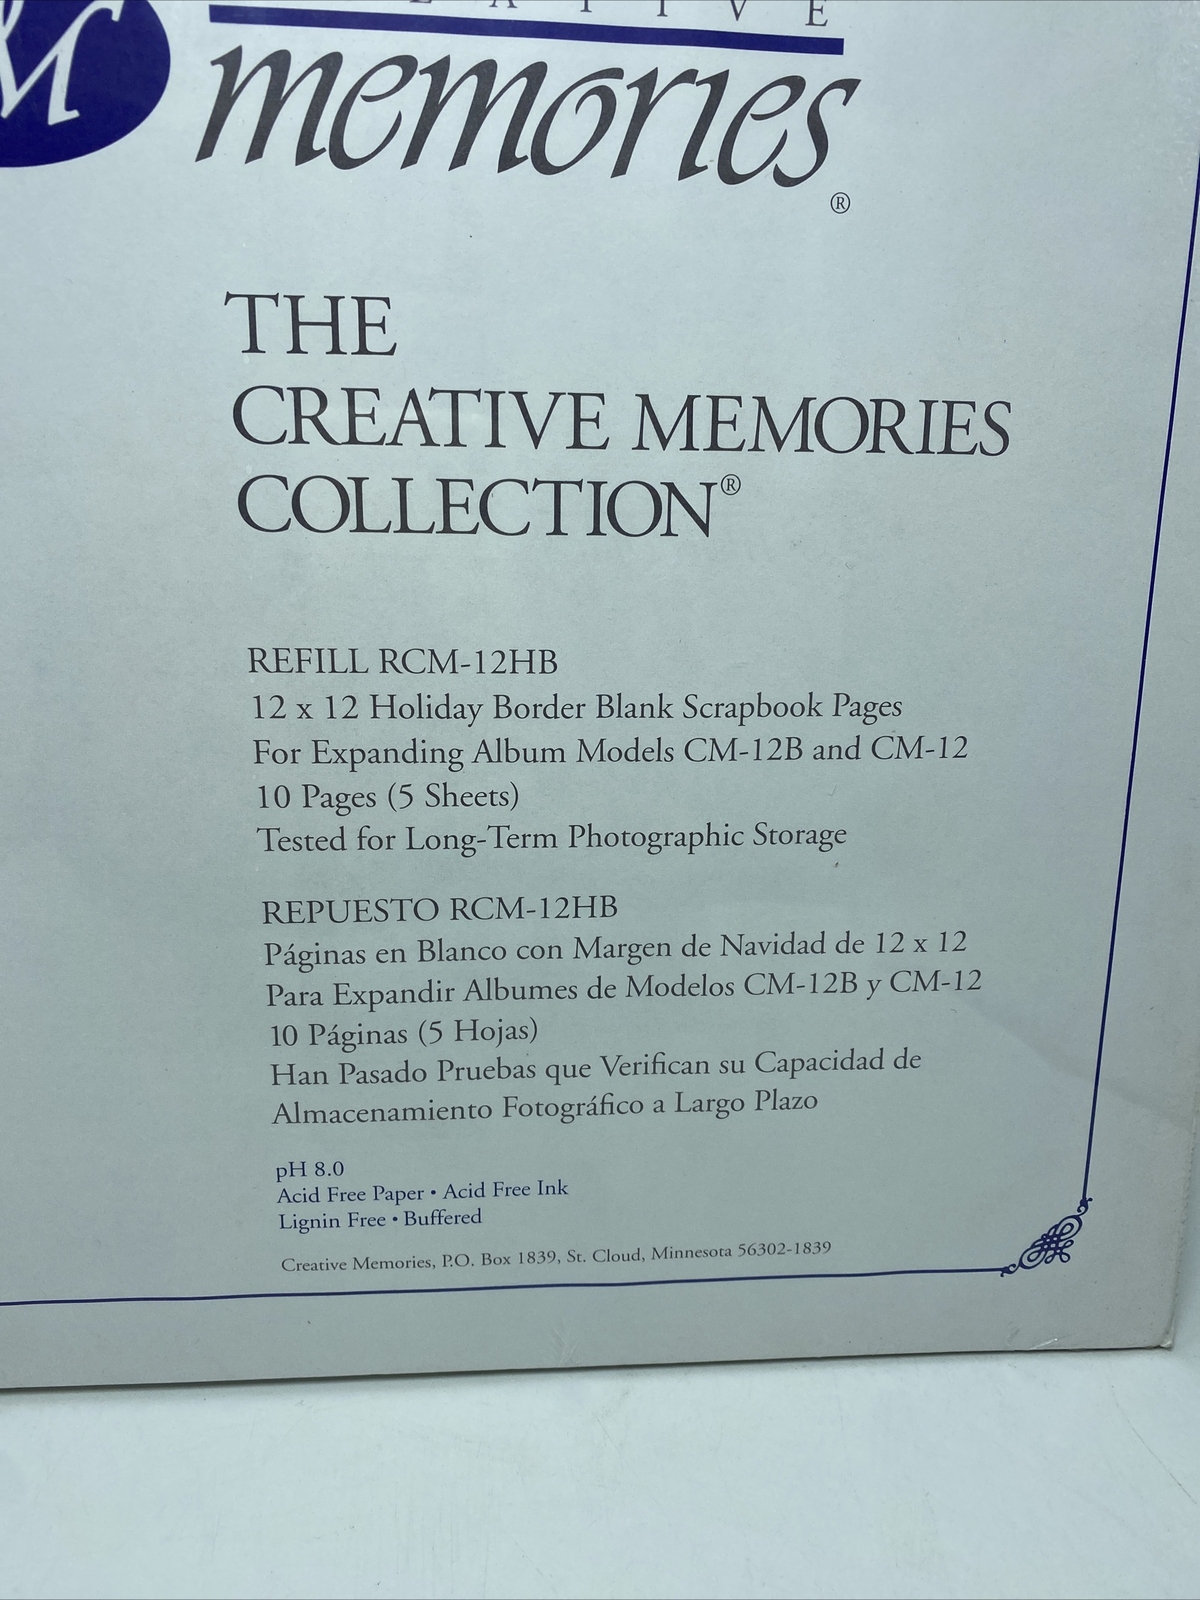 M
EATIVE
memories®
THE
CREATIVE MEMORIES
COLLECTION®
REFILL RCM-12HB
12 x 12 Holiday Border Blank Scrapbook Pages
For Expanding Album Models CM-12B and CM-12
10 Pages (5 Sheets)
Tested for Long-Term Photographic Storage
REPUESTO RCM-12HB
Páginas en Blanco con Margen de Navidad de 12 x 12
Para Expandir Albumes de Modelos CM-12B y CM-12
10 Páginas (5 Hojas)
Han Pasado Pruebas que Verifican su Capacidad de
Almacenamiento Fotográfico a Largo Plazo
pH 8.0
Acid Free Paper • Acid Free Ink
Lignin Free • Buffered
Creative Memories, P.O. Box 1839, St. Cloud, Minnesota 56302-1839